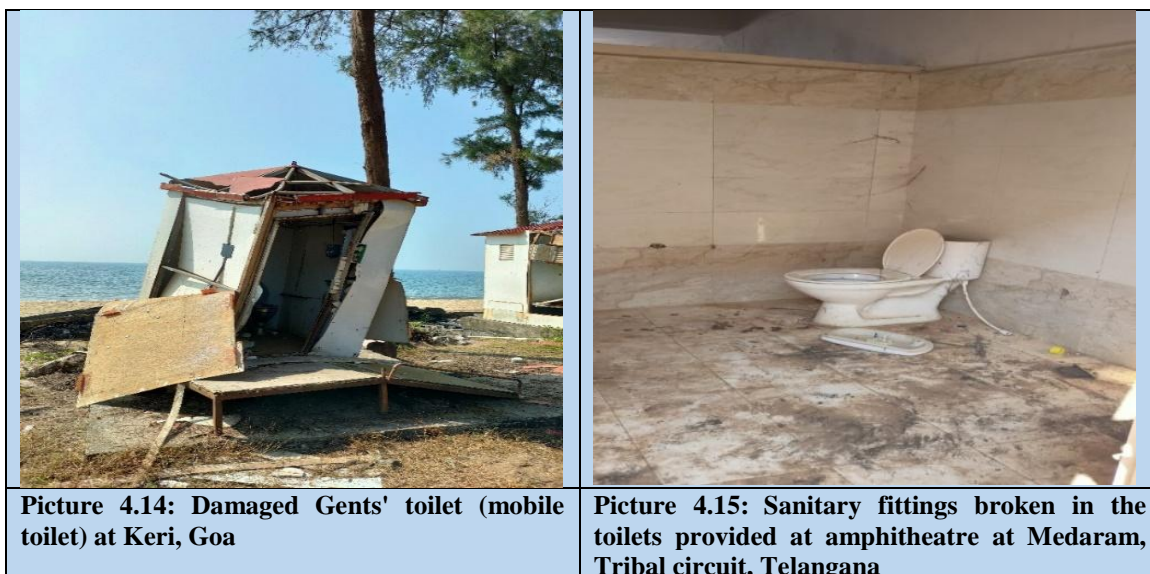 Picture 4.14: Damaged Gents' toilet (mobile
toilet) at Keri, Goa
Picture 4.15: Sanitary fittings broken in the
toilets provided at amphitheatre at Medaram,
Tribal circuit, Telangana